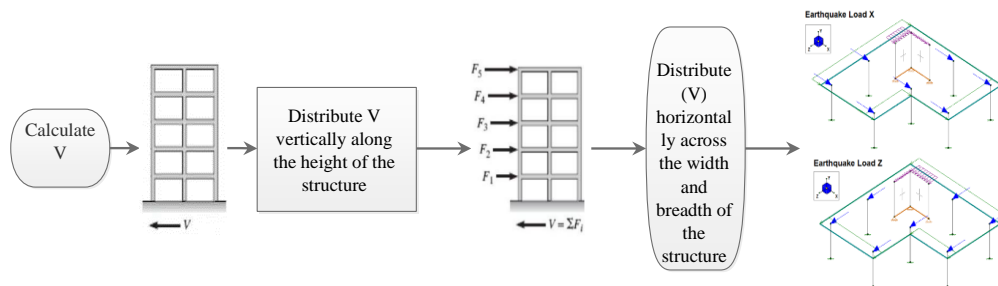 Calculate
V
V
Distribute V
vertically along
the height of the
structure
F5
F4
F3
F2
F1
V = ΣFi
Distribute
(V)
horizontal
ly across
the width
and
breadth of
the
structure
Earthquake Load X
Earthquake Load Z